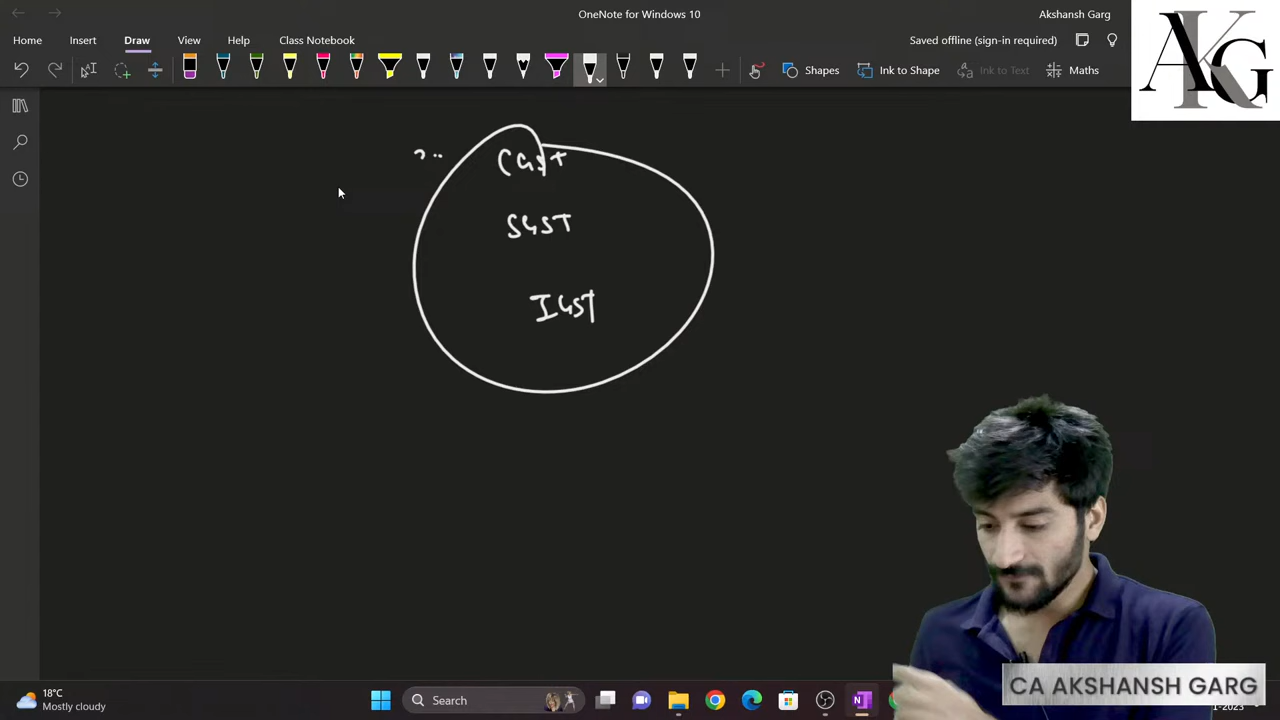 OneNote for Windows 10
Akshansh Garg
Home Insert Draw View Help Class Notebook
Saved offline (sign-in required)
Shapes Ink to Shape Ink to Text Maths
AKG
CGST
SGST
IGST
CA AKSHANSH GARG
18°C
Mostly cloudy
Search